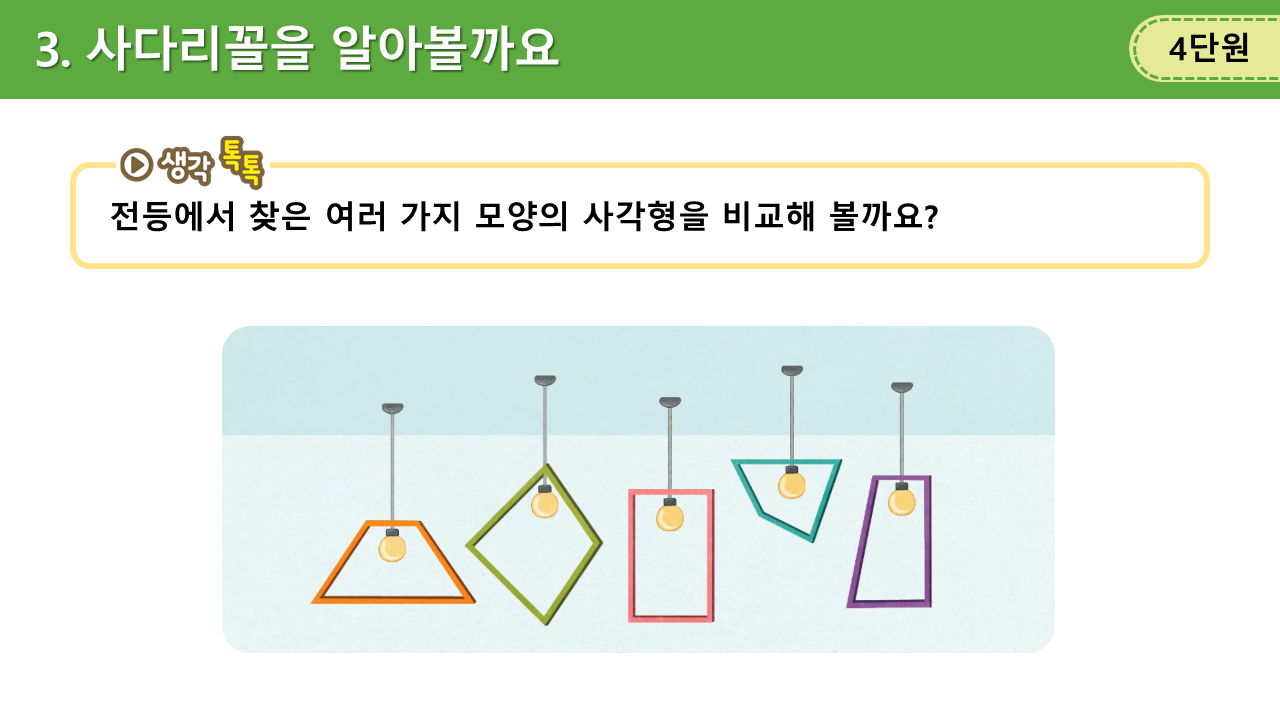 3. 사다리꼴을 알아볼까요
4단원
생각 톡톡
전등에서 찾은 여러 가지 모양의 사각형을 비교해 볼까요?